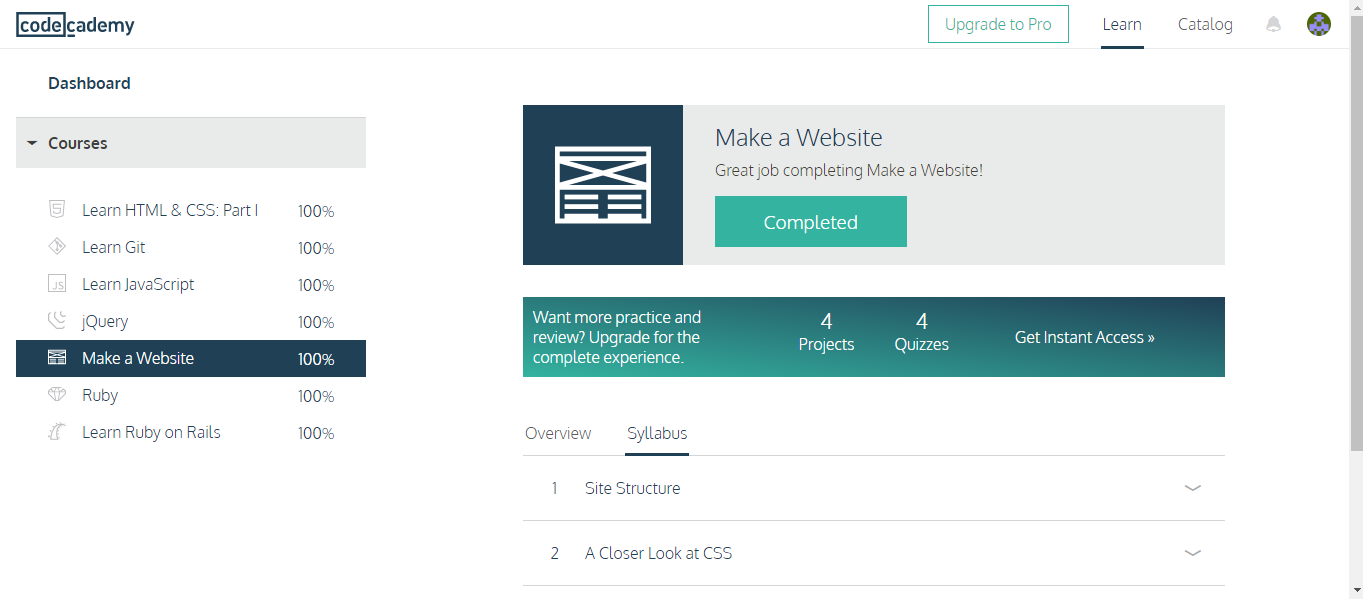 codecademy
Upgrade to Pro
Learn
Catalog
Dashboard
Courses
Learn HTML & CSS: Part I 100%
Learn Git 100%
JS Learn JavaScript 100%
jQuery 100%
Make a Website 100%
Ruby 100%
Learn Ruby on Rails 100%
Make a Website
Great job completing Make a Website!
Completed
Want more practice and
review? Upgrade for the
complete experience.
4
Projects
4
Quizzes
Get Instant Access »
Overview
Syllabus
1 Site Structure
2 A Closer Look at CSS